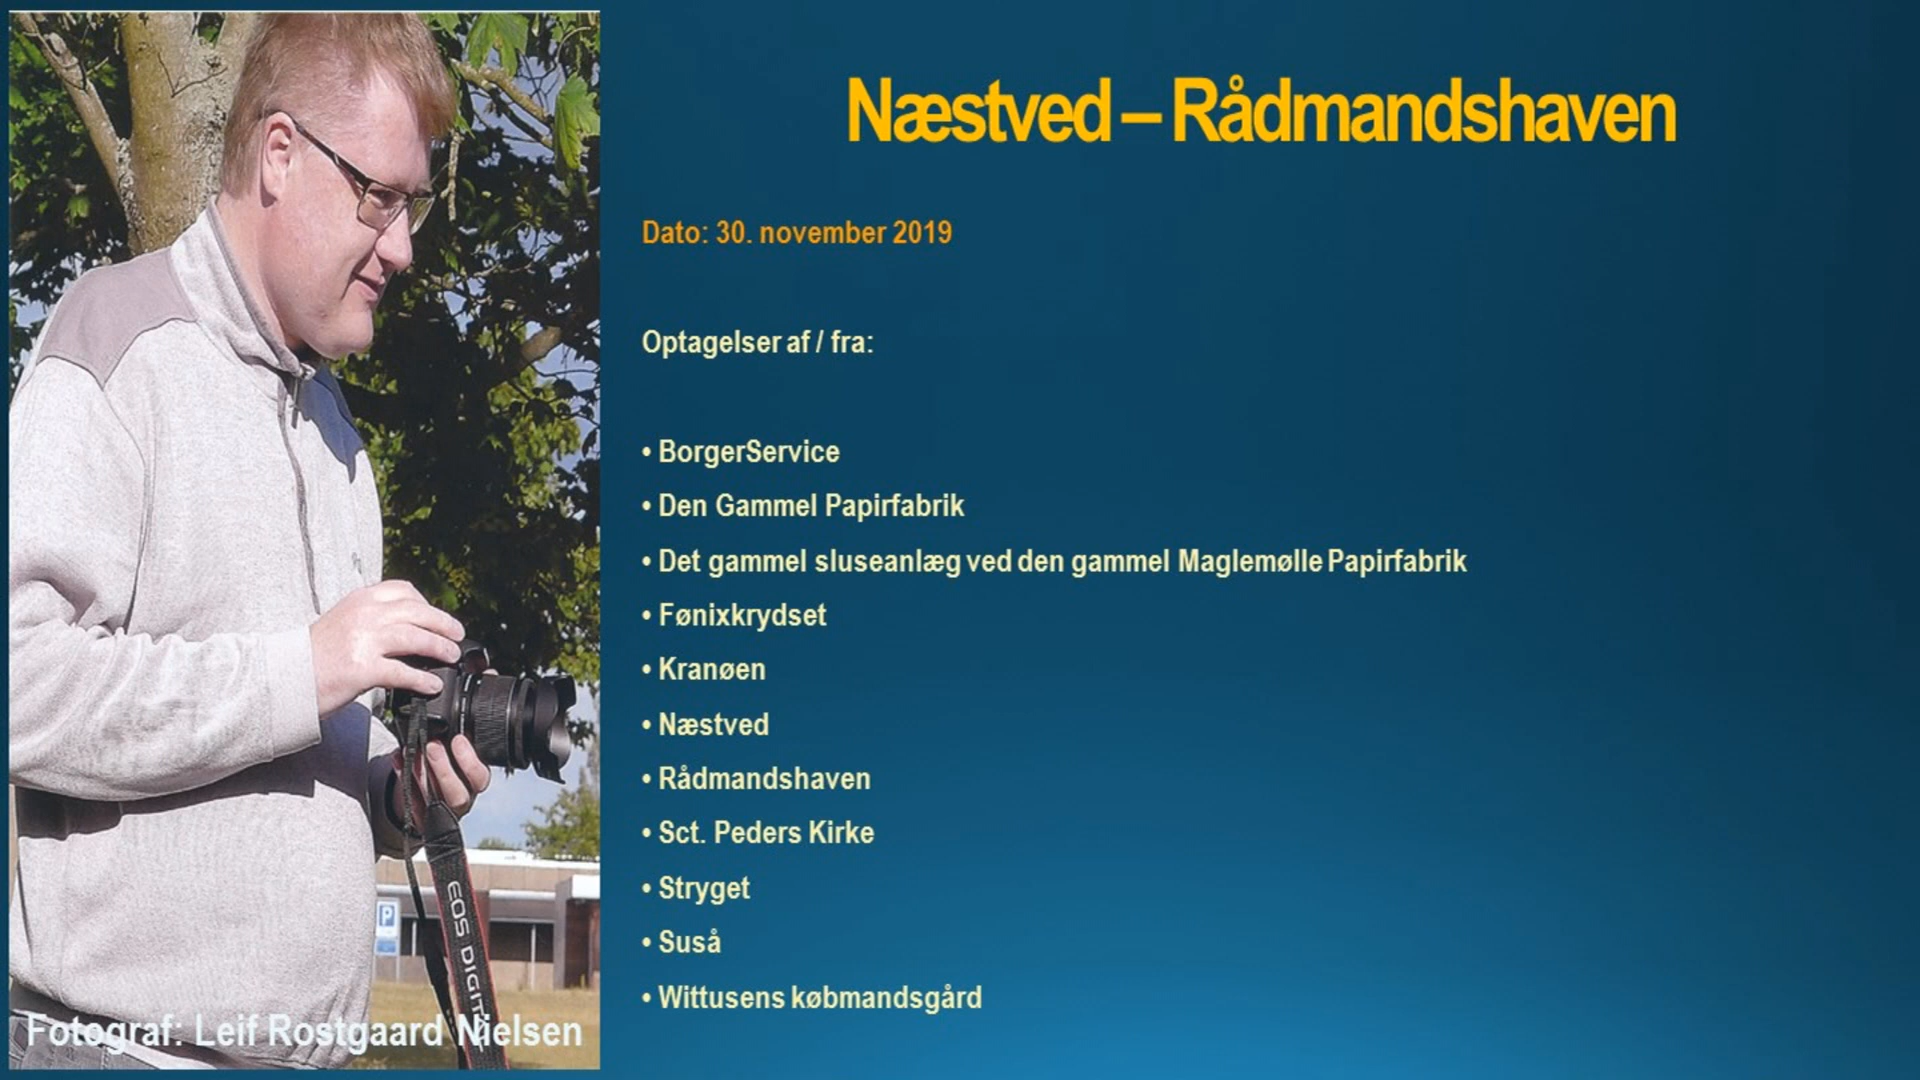 Næstved – Rådmandshaven
Dato: 30. november 2019
Optagelser af / fra:
• BorgerService
• Den Gammel Papirfabrik
• Det gammel sluseanlæg ved den gammel Maglemølle Papirfabrik
• Fønixkrydset
• Kranøen
• Næstved
• Rådmandshaven
• Sct. Peders Kirke
• Stryget
• Suså
• Wittusens købmandsgård
P
EOS DIGIT
Fotograf: Leif Rostgaard Nielsen